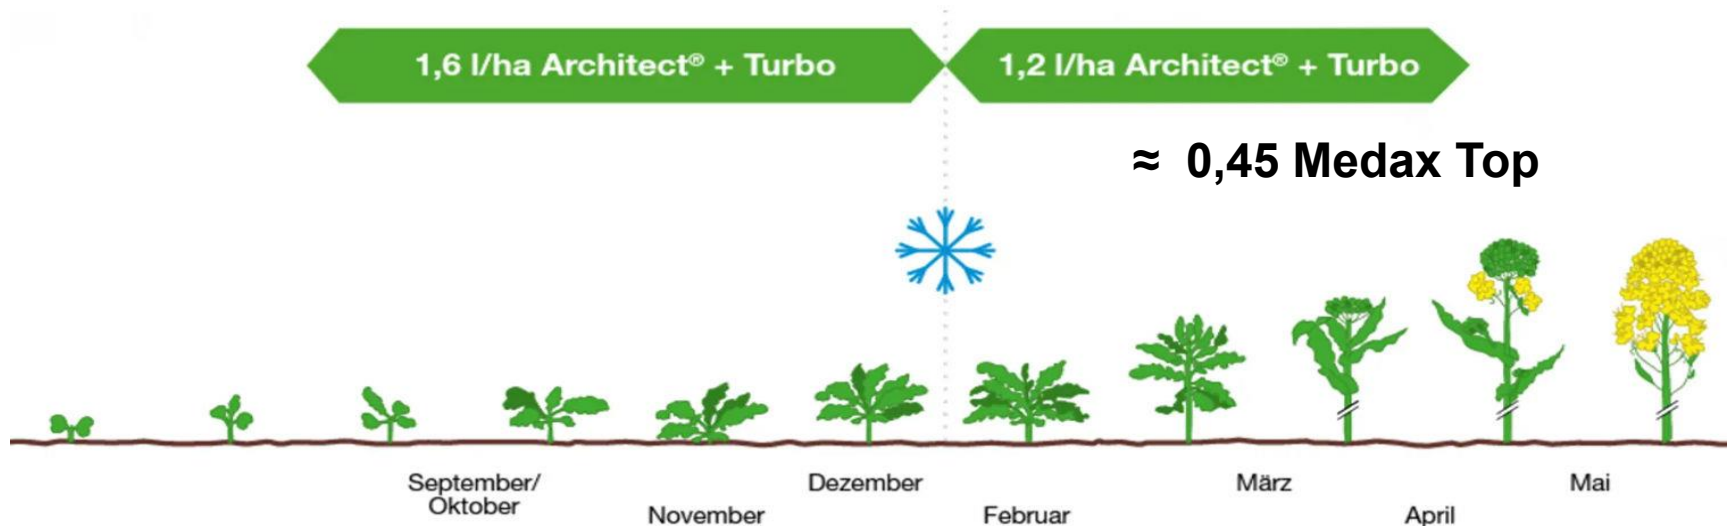 1,6 l/ha Architect® + Turbo
1,2 l/ha Architect® + Turbo
≈ 0,45 Medax Top
September/
Oktober
November
Dezember
Februar
März
April
Mai